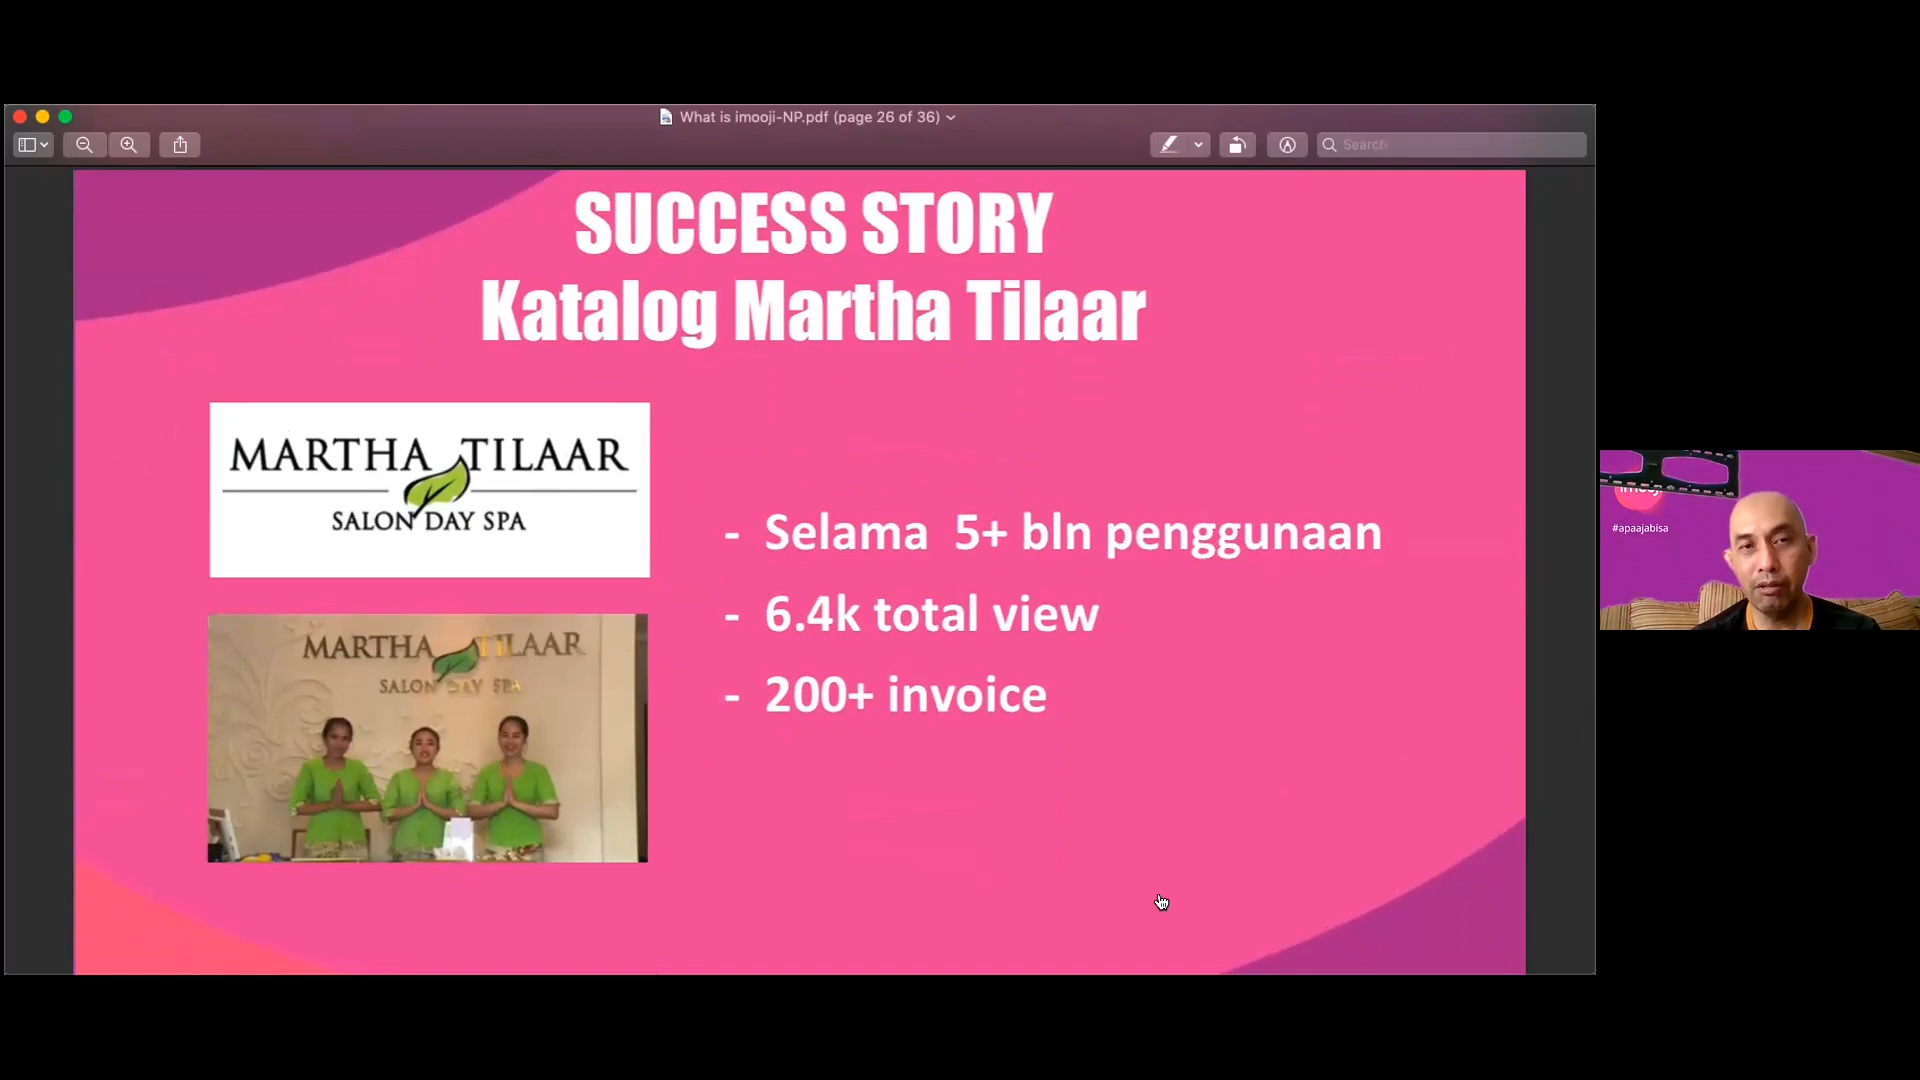 What is imooji-NP.pdf (page 26 of 36)
Search
SUCCESS STORY
Katalog Martha Tilaar
MARTHA TILAAR
SALON DAY SPA
MARTHA TILAAR
SALON DAY SPA
- Selama 5+ bln penggunaan
- 6.4k total view
- 200+ invoice
#apaajabisa